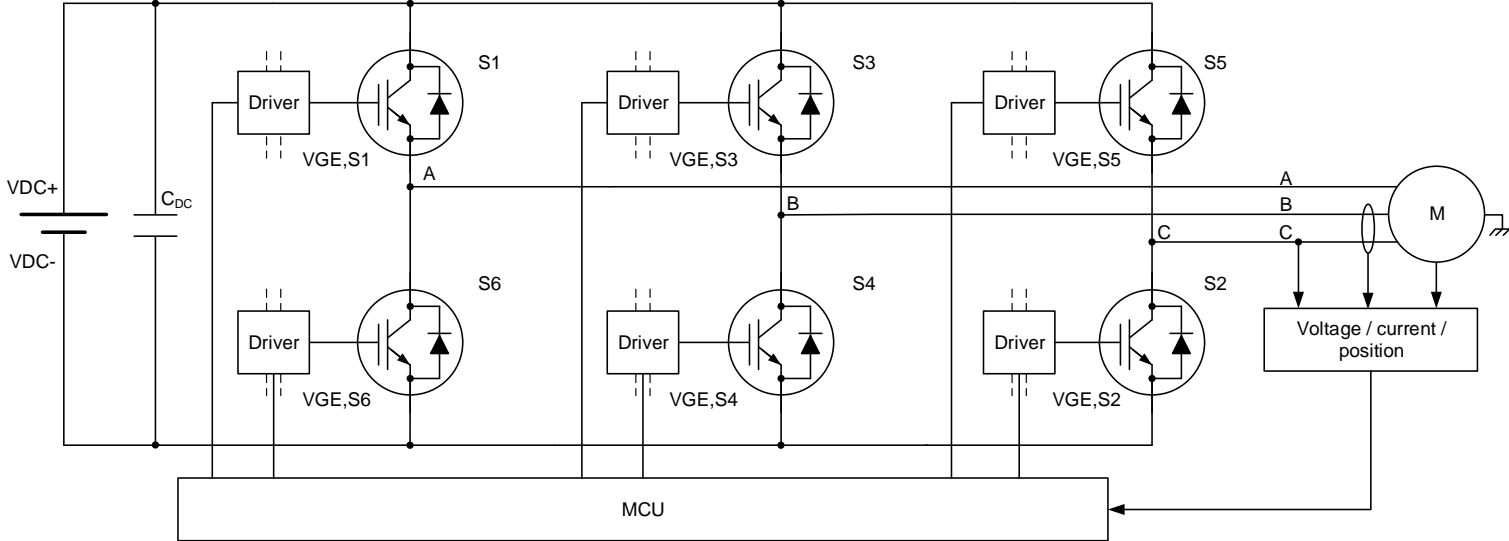 S1
S3
S5
Driver
Driver
Driver
VGE,S1
VGE,S3
VGE,S5
A
A
VDC+
CDC
B
B
M
C
C
VDC-
S6
S4
S2
Driver
Driver
Driver
Voltage / current /
position
VGE,S6
VGE,S4
VGE,S2
MCU